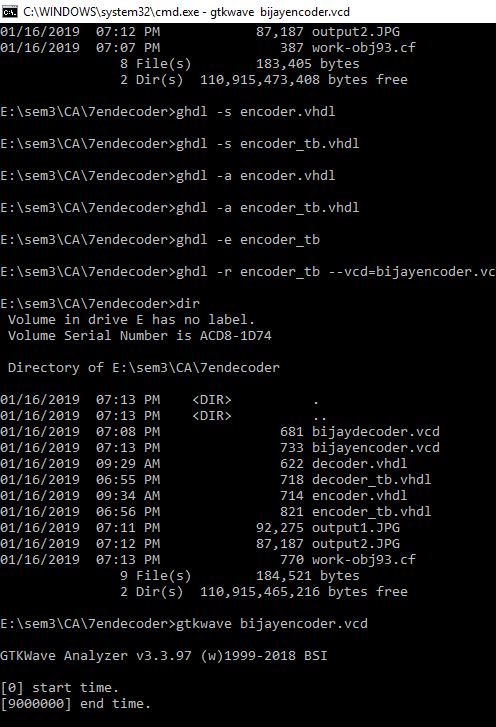 C:\WINDOWS\system32\cmd.exe - gtkwave bijayencoder.vcd
01/16/2019  07:12 PM            87,187 output2.JPG
01/16/2019  07:07 PM               387 work-obj93.cf
               8 File(s)        183,405 bytes
               2 Dir(s)  110,915,473,408 bytes free
E:\sem3\CA\7endecoder>ghdl -s encoder.vhdl
E:\sem3\CA\7endecoder>ghdl -s encoder_tb.vhdl
E:\sem3\CA\7endecoder>ghdl -a encoder.vhdl
E:\sem3\CA\7endecoder>ghdl -a encoder_tb.vhdl
E:\sem3\CA\7endecoder>ghdl -e encoder_tb
E:\sem3\CA\7endecoder>ghdl -r encoder_tb --vcd=bijayencoder.vc
E:\sem3\CA\7endecoder>dir
 Volume in drive E has no label.
 Volume Serial Number is ACD8-1D74
 Directory of E:\sem3\CA\7endecoder
01/16/2019  07:13 PM    <DIR>          .
01/16/2019  07:13 PM    <DIR>          ..
01/16/2019  07:08 PM               681 bijaydecoder.vcd
01/16/2019  07:13 PM               733 bijayencoder.vcd
01/16/2019  09:29 AM               622 decoder.vhdl
01/16/2019  06:55 PM               718 decoder_tb.vhdl
01/16/2019  09:34 AM               714 encoder.vhdl
01/16/2019  06:56 PM               821 encoder_tb.vhdl
01/16/2019  07:11 PM            92,275 output1.JPG
01/16/2019  07:12 PM            87,187 output2.JPG
01/16/2019  07:13 PM               770 work-obj93.cf
               9 File(s)        184,521 bytes
               2 Dir(s)  110,915,465,216 bytes free
E:\sem3\CA\7endecoder>gtkwave bijayencoder.vcd
GTKWave Analyzer v3.3.97 (w)1999-2018 BSI
[0] start time.
[9000000] end time.